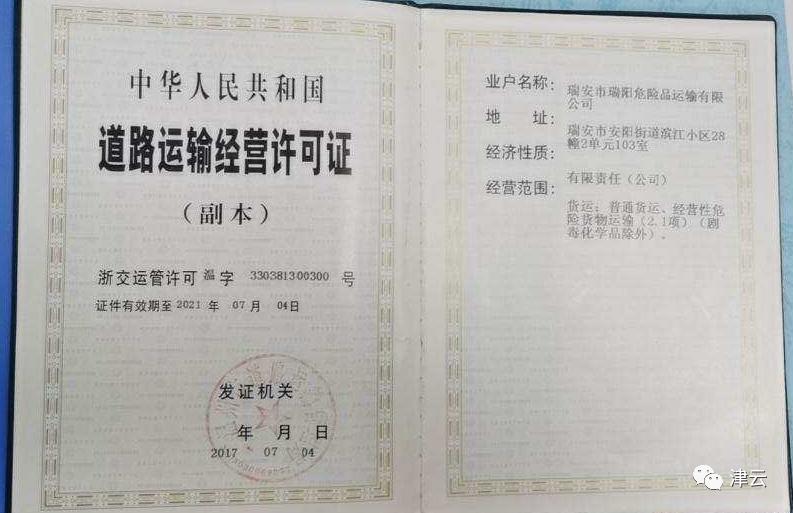 中华人民共和国
道路运输经营许可证
（副本）
浙交运管许可 温 字 330381300300 号
证件有效期至 2021 年 07 月 04 日
发证机关
年 月 日
2017 07 04
业户名称：
瑞安市瑞阳危险品运输有限
公司
地 址：
瑞安市安阳街道滨江小区28
幢2单元103室
经济性质：
有限责任（公司）
经营范围：
货运：普通货运、经营性危
险货物运输（2.1项）（剧
毒化学品除外）。
津云